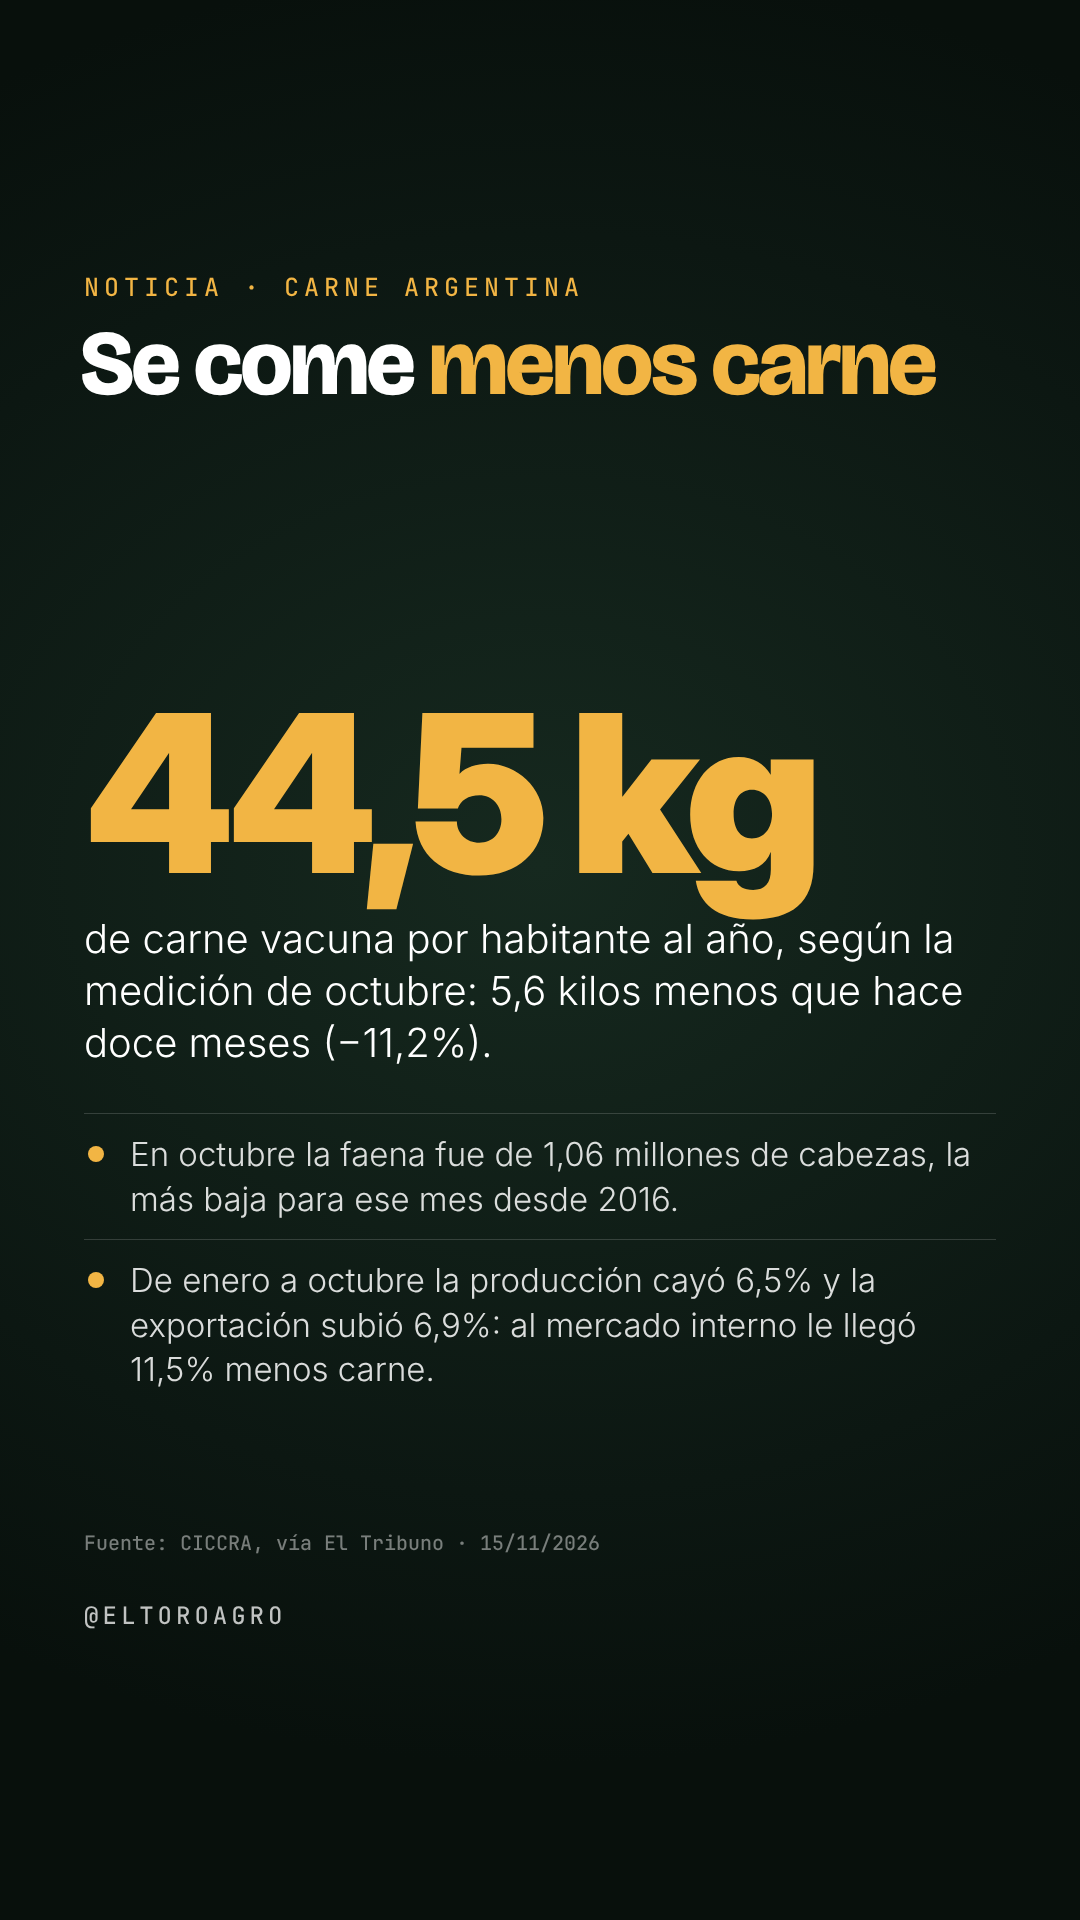 NOTICIA · CARNE ARGENTINA
Se come menos carne
44,5 kg
de carne vacuna por habitante al año, según la
medición de octubre: 5,6 kilos menos que hace
doce meses (−11,2%).
En octubre la faena fue de 1,06 millones de cabezas, la
más baja para ese mes desde 2016.
De enero a octubre la producción cayó 6,5% y la
exportación subió 6,9%: al mercado interno le llegó
11,5% menos carne.
Fuente: CICCRA, vía El Tribuno · 15/11/2026
@ELTOROAGRO